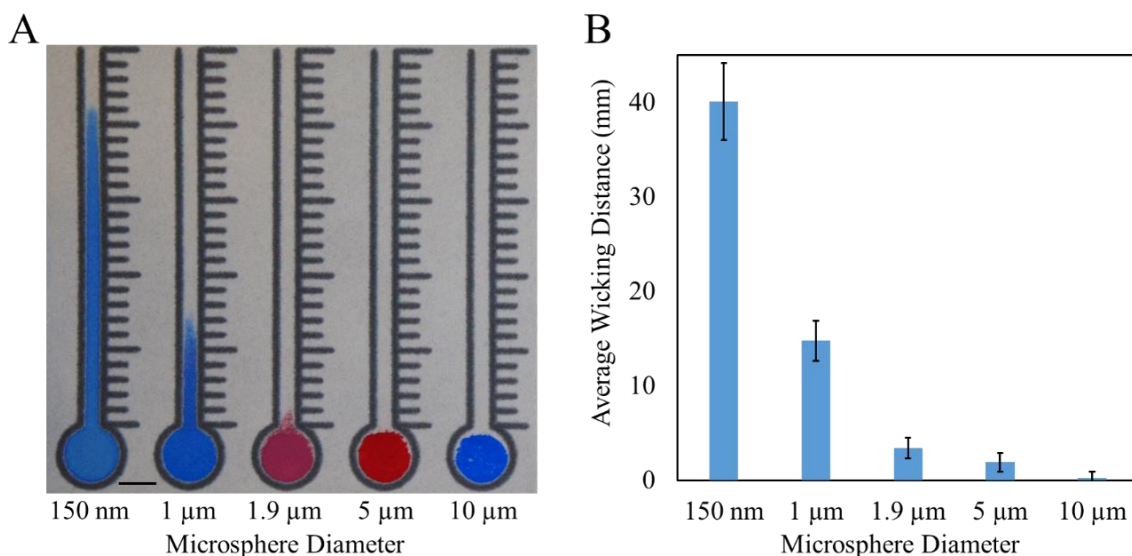 A
150 nm 1 µm 1.9 µm 5 µm 10 µm
Microsphere Diameter
B
Average Wicking Distance (mm)
40
30
20
10
0
150 nm 1 µm 1.9 µm 5 µm 10 µm
Microsphere Diameter